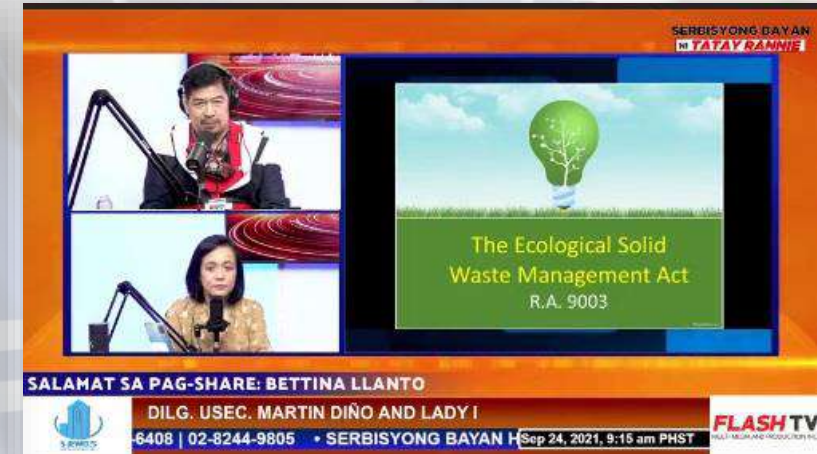 SERBISYONG BAYAN
NI TATAY RANNIE
The Ecological Solid
Waste Management Act
R.A. 9003
SALAMAT SA PAG-SHARE: BETTINA LLANTO
DILG. USEC. MARTIN DIÑO AND LADY I
-6408 | 02-8244-9805 • SERBISYONG BAYAN H
Sep 24, 2021, 9:15 am PHST
FLASH TV